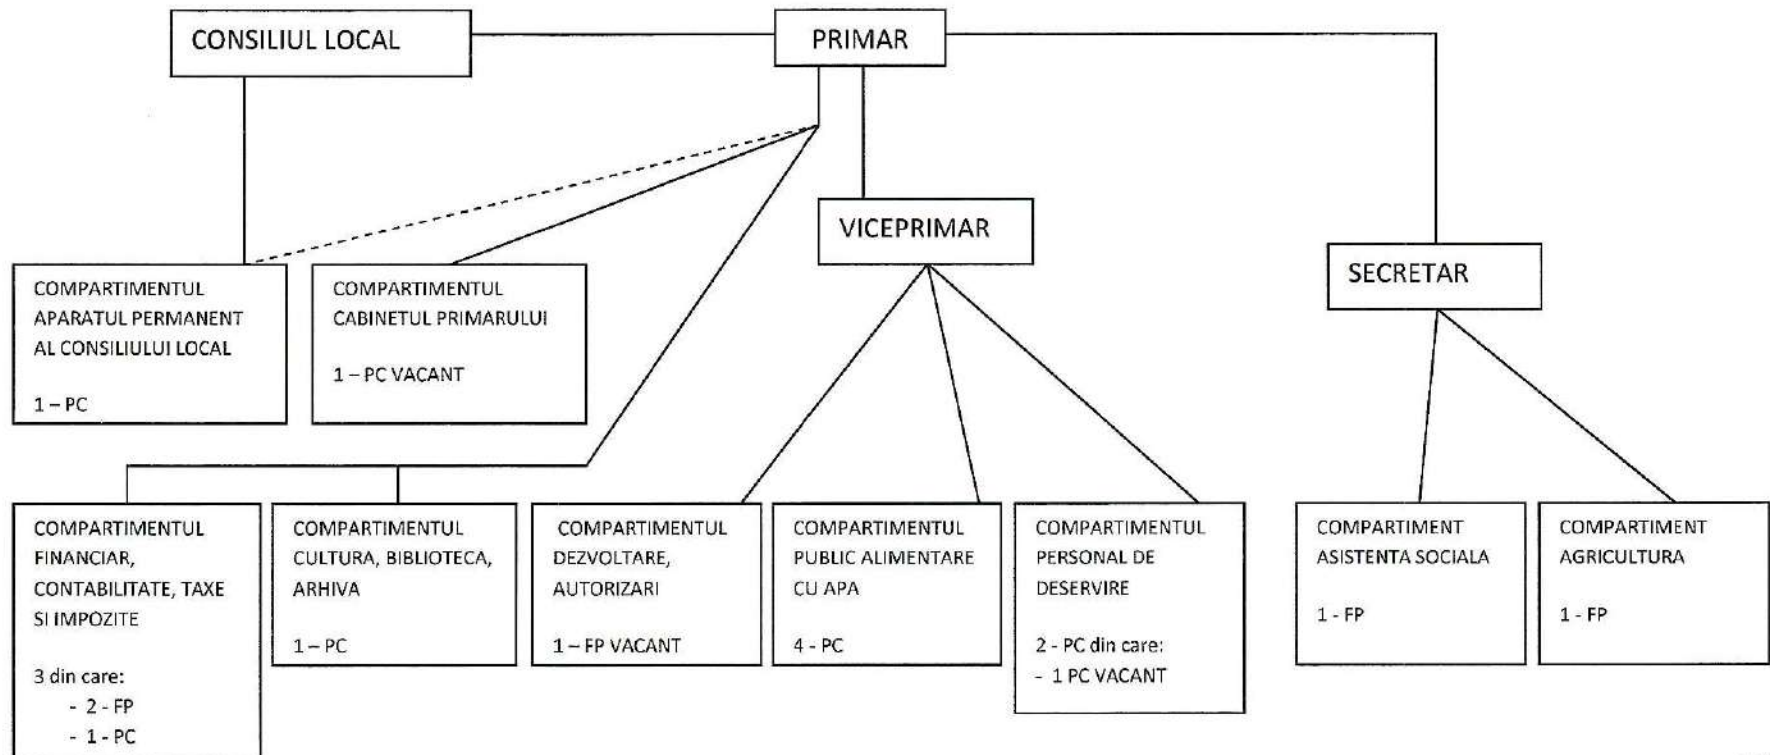 CONSILIUL LOCAL
PRIMAR
VICEPRIMAR
SECRETAR
COMPARTIMENTUL
APARATUL PERMANENT
AL CONSILIULUI LOCAL
1 – PC
COMPARTIMENTUL
CABINETUL PRIMARULUI
1 – PC VACANT
COMPARTIMENTUL
FINANCIAR,
CONTABILITATE, TAXE
SI IMPOZITE
3 din care:
- 2 - FP
- 1 - PC
COMPARTIMENTUL
CULTURA, BIBLIOTECA,
ARHIVA
1 – PC
COMPARTIMENTUL
DEZVOLTARE,
AUTORIZARI
1 – FP VACANT
COMPARTIMENTUL
PUBLIC ALIMENTARE
CU APA
4 - PC
COMPARTIMENTUL
PERSONAL DE
DESERVIRE
2 - PC din care:
- 1 PC VACANT
COMPARTIMENT
ASISTENTA SOCIALA
1 - FP
COMPARTIMENT
AGRICULTURA
1 - FP